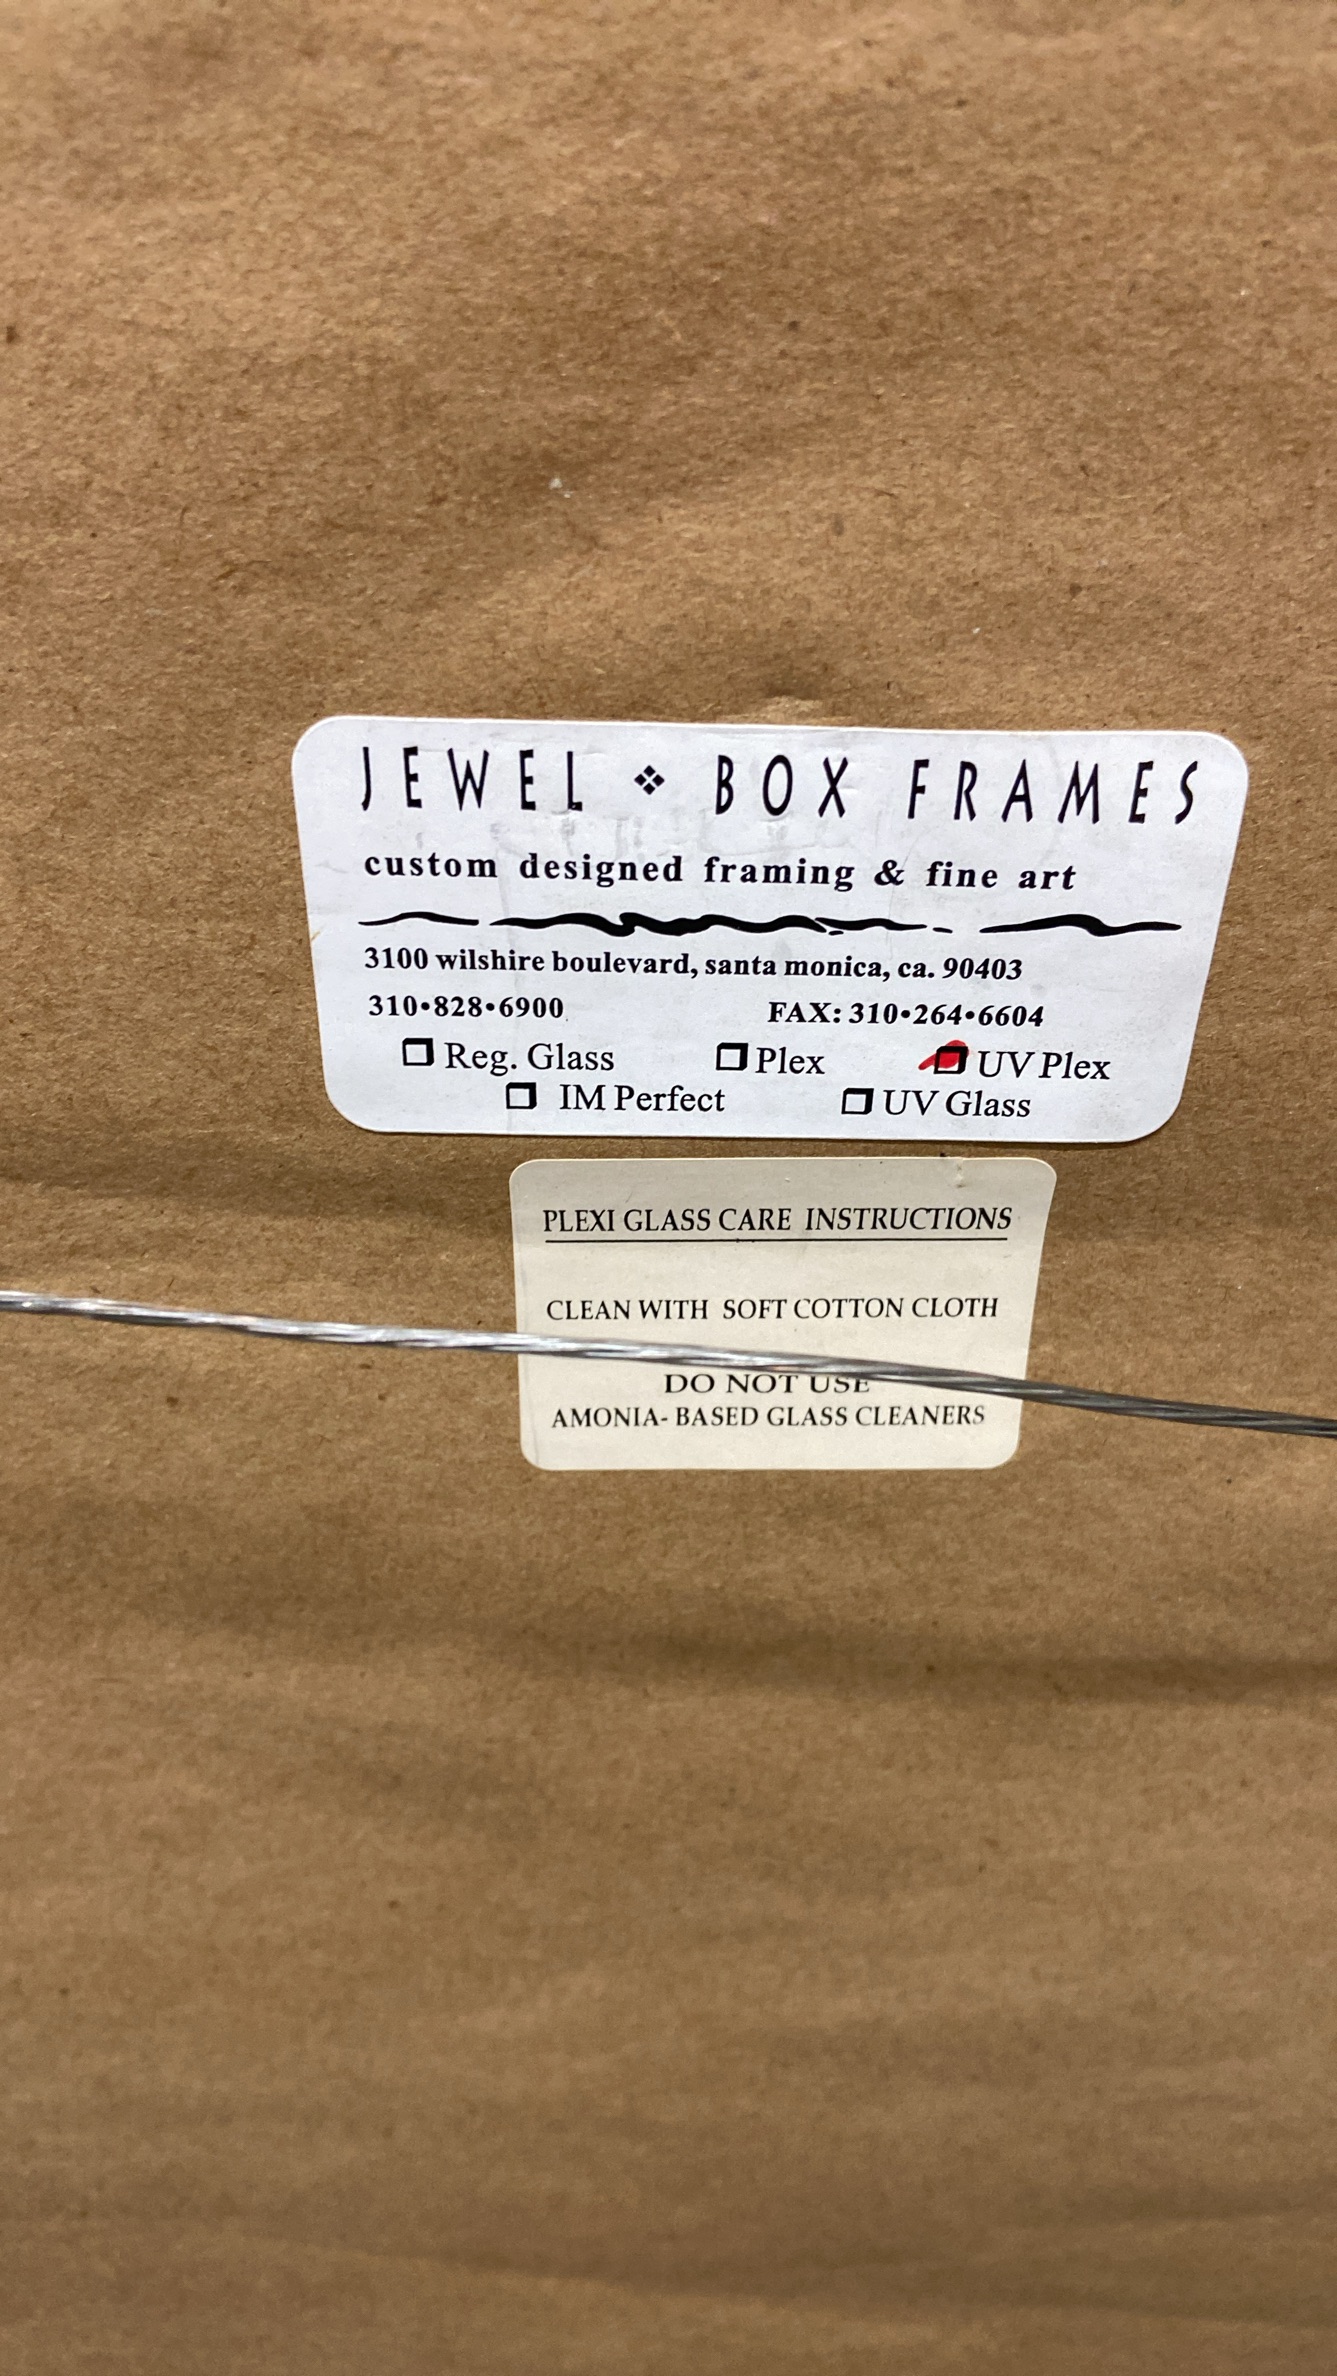 JEWEL ❖ BOX FRAMES
custom designed framing & fine art
3100 wilshire boulevard, santa monica, ca. 90403
310•828•6900 FAX: 310•264•6604
☐ Reg. Glass ☐ Plex ☐ UV Plex
☐ IM Perfect ☐ UV Glass
PLEXI GLASS CARE INSTRUCTIONS
CLEAN WITH SOFT COTTON CLOTH
DO NOT USE
AMONIA- BASED GLASS CLEANERS